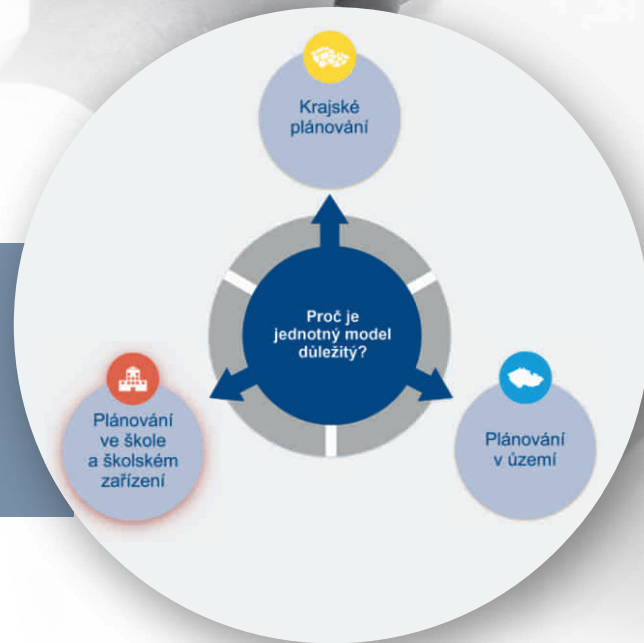 Krajské
plánování
Proč je
jednotný model
důležitý?
Plánování
ve škole
a školském
zařízení
Plánování
v území